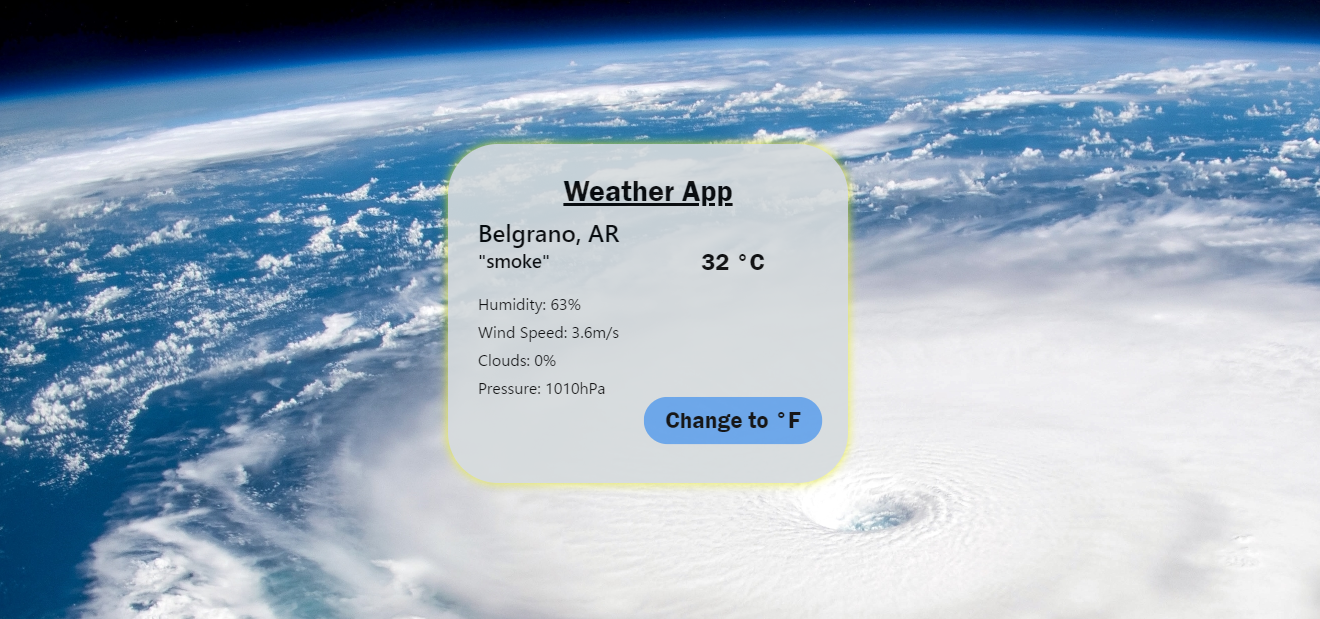 Weather App
Belgrano, AR
"smoke"
32 °C
Humidity: 63%
Wind Speed: 3.6m/s
Clouds: 0%
Pressure: 1010hPa
Change to °F